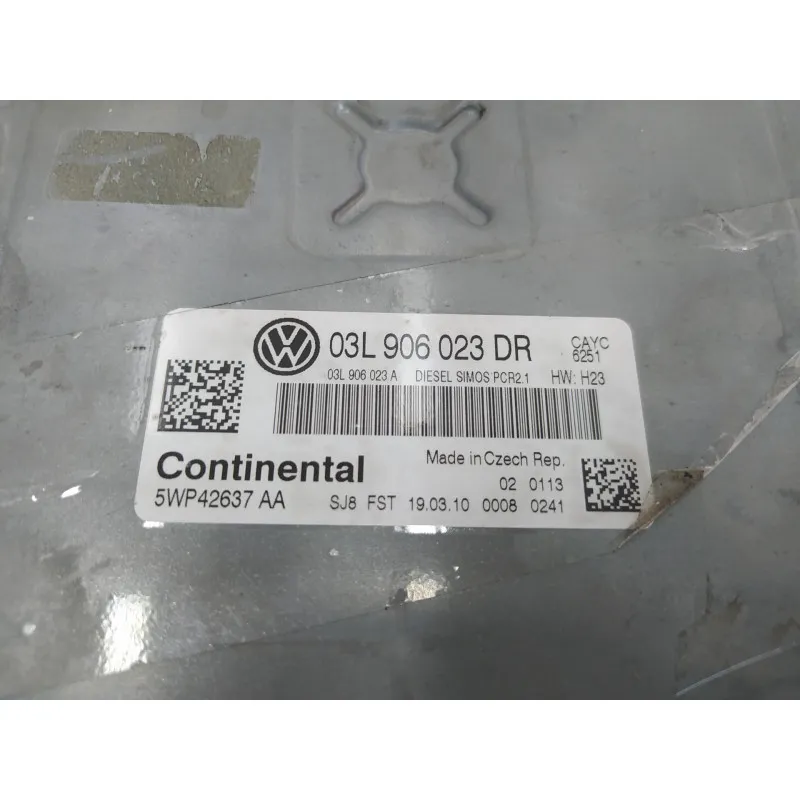 VW 03L 906 023 DR CAYC
6251
03L 906 023 A DIESEL SIMOS PCR2.1 HW: H23
Continental Made in Czech Rep.
02 0113
5WP42637 AA SJ8 FST 19.03.10 0008 0241